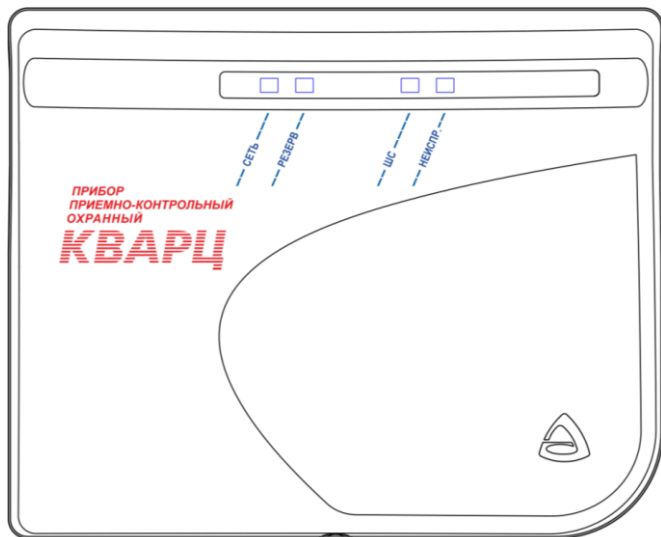 СЕТЬ
РЕЗЕРВ
ШС
НЕИСПР.
ПРИБОР
ПРИЕМНО-КОНТРОЛЬНЫЙ
ОХРАННЫЙ
КВАРЦ